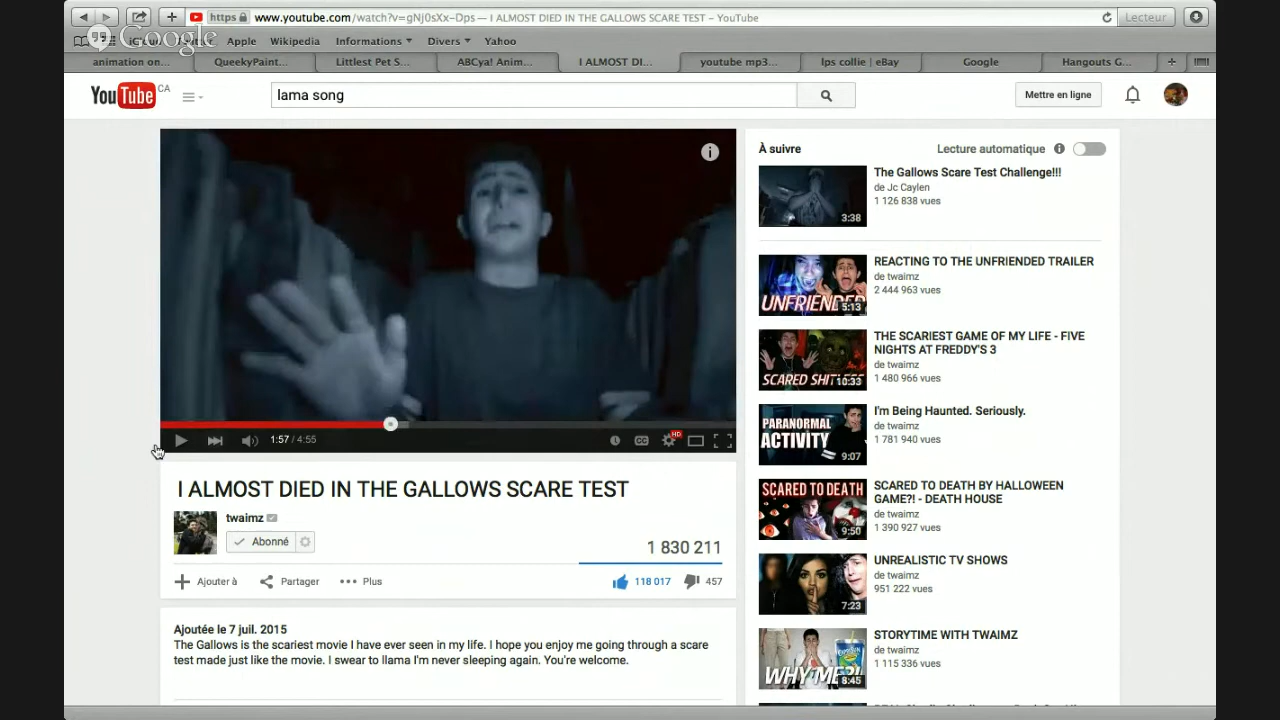 https www.youtube.com/watch?v=gNj0sXx-Dps — I ALMOST DIED IN THE GALLOWS SCARE TEST – YouTube
Lecteur
Google
Apple Wikipedia Informations Divers Yahoo
animation on... QueekyPaint... Littlest Pet S... ABCya! Anim... I ALMOST DI... youtube mp3... lps collie | eBay Google Hangouts G...
YouTube CA
lama song
Mettre en ligne
À suivre
Lecture automatique
The Gallows Scare Test Challenge!!!
de Jc Caylen
1 126 838 vues
3:38
REACTING TO THE UNFRIENDED TRAILER
de twaimz
2 444 963 vues
UNFRIENDED
5:13
THE SCARIEST GAME OF MY LIFE - FIVE
NIGHTS AT FREDDY'S 3
de twaimz
1 480 966 vues
SCARED SHITLESS
10:33
I'm Being Haunted. Seriously.
de twaimz
1 781 940 vues
PARANORMAL
ACTIVITY
9:07
SCARED TO DEATH BY HALLOWEEN
GAME?! - DEATH HOUSE
de twaimz
1 390 927 vues
SCARED TO DEATH
9:50
UNREALISTIC TV SHOWS
de twaimz
951 222 vues
7:23
STORYTIME WITH TWAIMZ
de twaimz
1 115 336 vues
WHY ME?!
8:45
1:57 / 4:55
CC
HD
I ALMOST DIED IN THE GALLOWS SCARE TEST
twaimz
Abonné
1 830 211
Ajouter à Partager Plus
118 017 457
Ajoutée le 7 juil. 2015
The Gallows is the scariest movie I have ever seen in my life. I hope you enjoy me going through a scare
test made just like the movie. I swear to llama I'm never sleeping again. You're welcome.